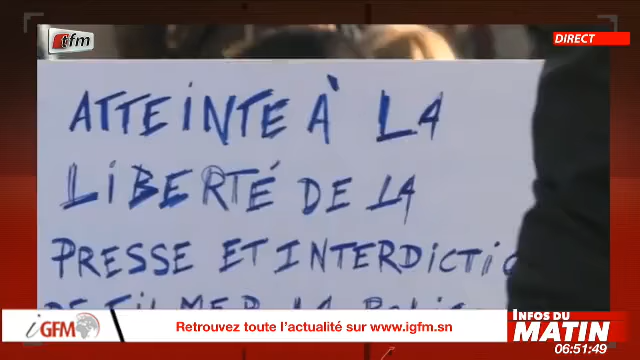 tfm
DIRECT
ATTEINTE À LA
LIBERTÉ DE LA
PRESSE ET INTERDICTIO
iGFM
Retrouvez toute l'actualité sur www.igfm.sn
INFOS DU
MATIN
06:51:49